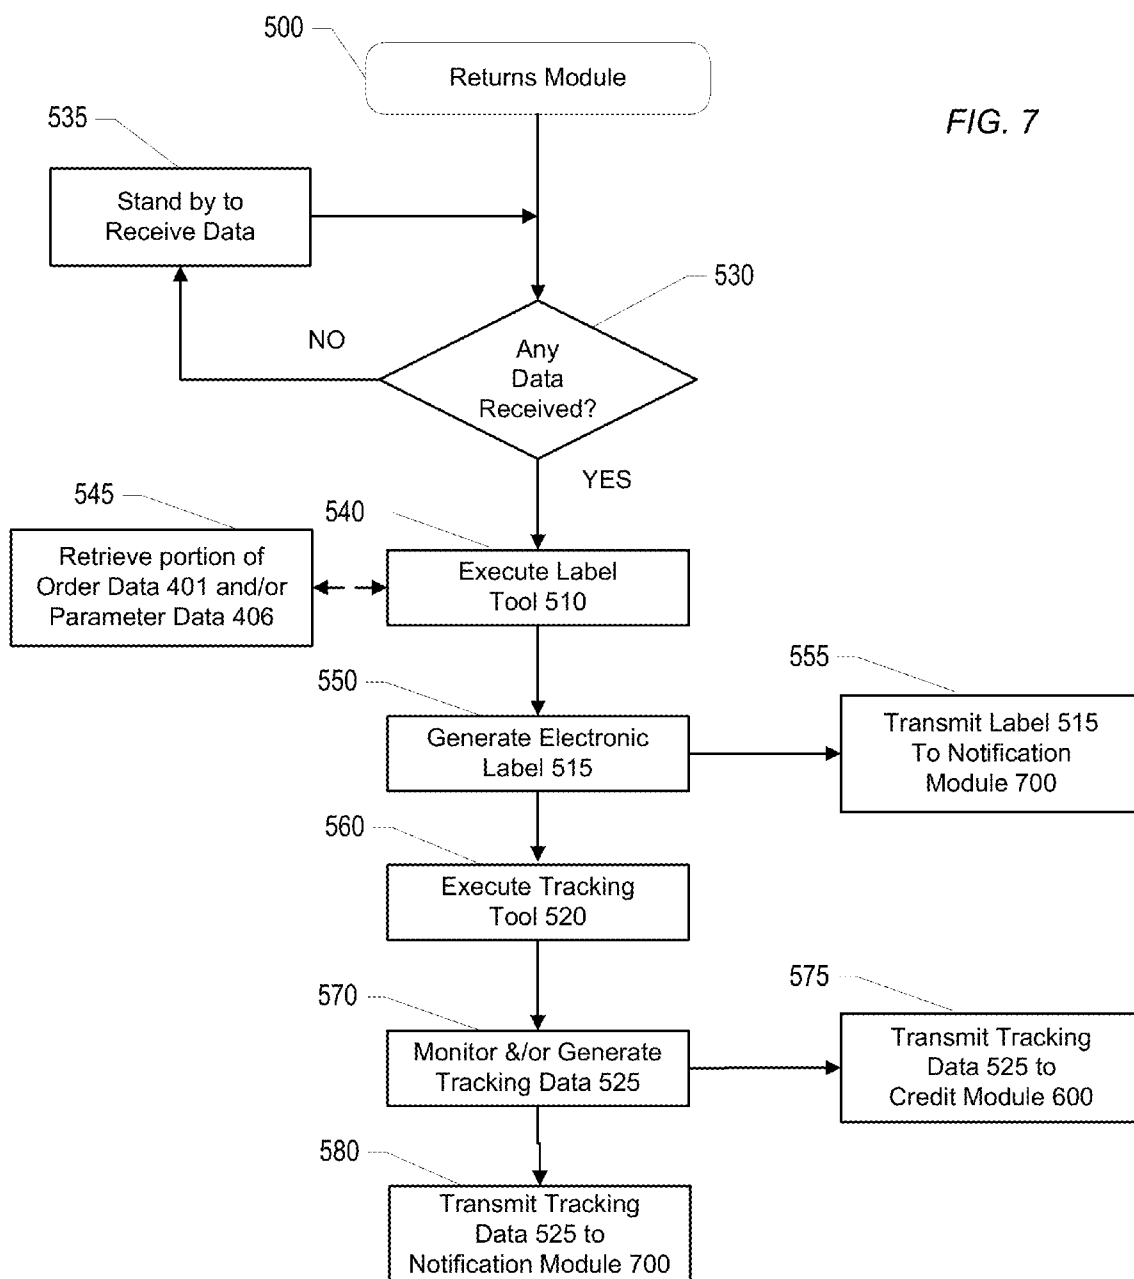 500
Returns Module
FIG. 7
535
Stand by to
Receive Data
530
NO
Any
Data
Received?
YES
545
540
Retrieve portion of
Order Data 401 and/or
Parameter Data 406
Execute Label
Tool 510
550
555
Generate Electronic
Label 515
Transmit Label 515
To Notification
Module 700
560
Execute Tracking
Tool 520
570
575
Monitor &/or Generate
Tracking Data 525
Transmit Tracking
Data 525 to
Credit Module 600
580
Transmit Tracking
Data 525 to
Notification Module 700